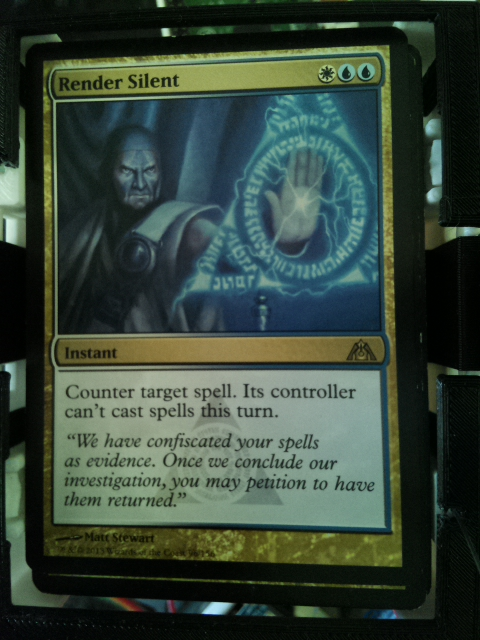 Render Silent
Instant
Counter target spell. Its controller
can't cast spells this turn.
"We have confiscated your spells
as evidence. Once we conclude our
investigation, you may petition to have
them returned."
Matt Stewart